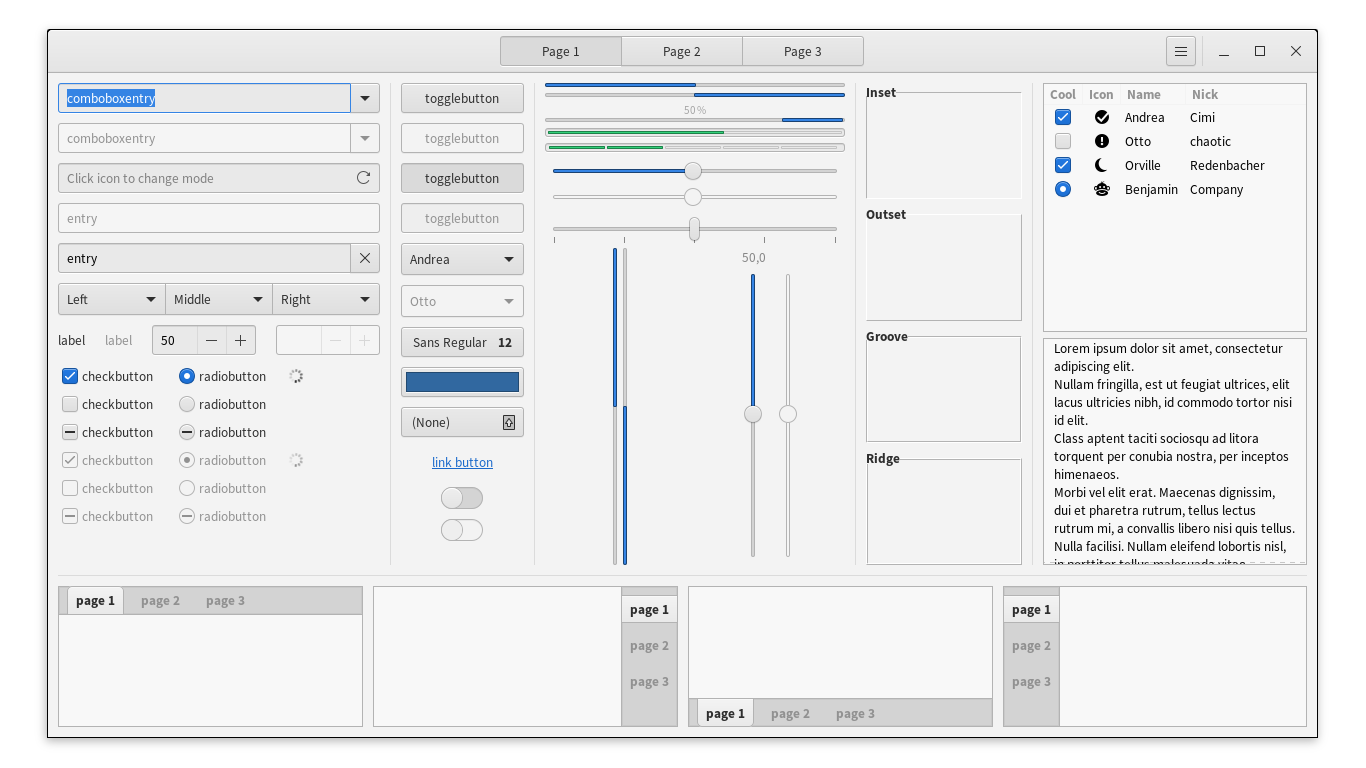 Page 1
Page 2
Page 3
comboboxentry
comboboxentry
Click icon to change mode
entry
entry
Left
Middle
Right
label
label
50
checkbutton
radiobutton
checkbutton
radiobutton
checkbutton
radiobutton
checkbutton
radiobutton
checkbutton
radiobutton
checkbutton
radiobutton
togglebutton
togglebutton
togglebutton
togglebutton
Andrea
Otto
Sans Regular 12
(None)
link button
50%
50,0
Inset
Outset
Groove
Ridge
Cool Icon Name Nick
Andrea Cimi
Otto chaotic
Orville Redenbacher
Benjamin Company
Lorem ipsum dolor sit amet, consectetur
adipiscing elit.
Nullam fringilla, est ut feugiat ultrices, elit
lacus ultricies nibh, id commodo tortor nisi
id elit.
Class aptent taciti sociosqu ad litora
torquent per conubia nostra, per inceptos
himenaeos.
Morbi vel elit erat. Maecenas dignissim,
dui et pharetra rutrum, tellus lectus
rutrum mi, a convallis libero nisi quis tellus.
Nulla facilisi. Nullam eleifend lobortis nisl,
in porttitor tellus malesuada vitae.
page 1
page 2
page 3
page 1
page 2
page 3
page 1
page 2
page 3
page 1
page 2
page 3